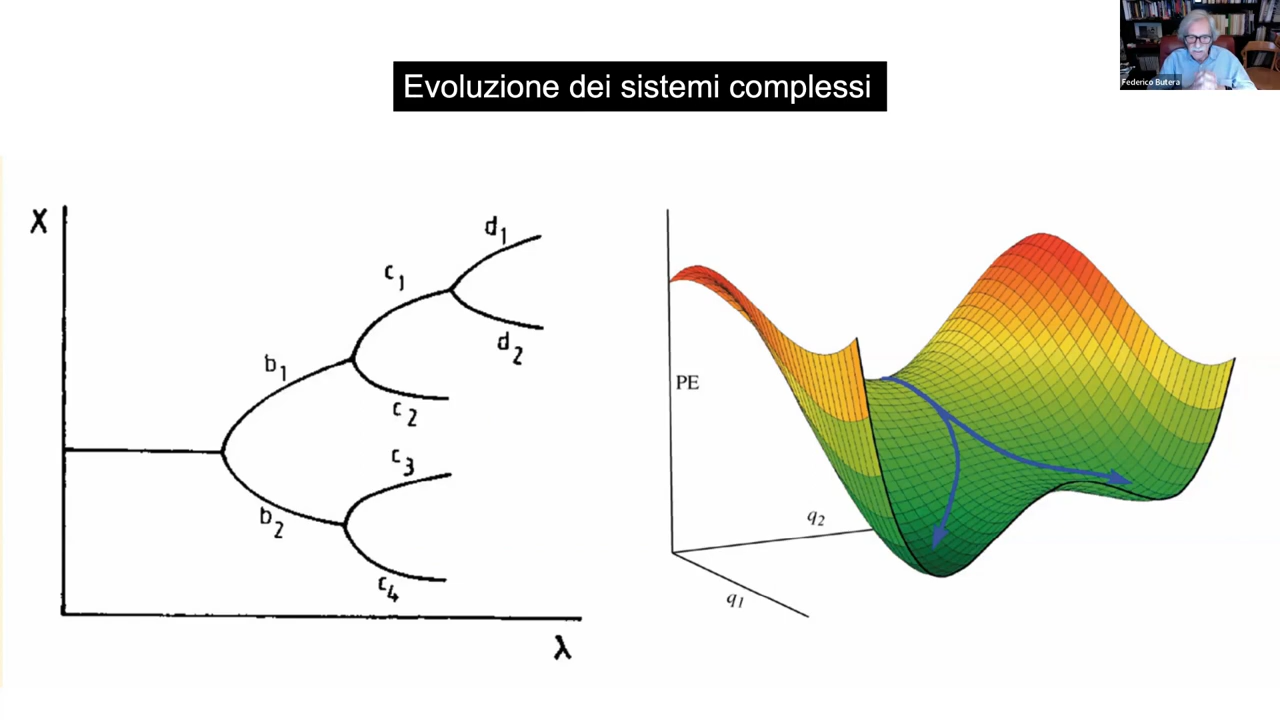 Federico Butera
Evoluzione dei sistemi complessi
X
d1
c1
d2
b1
c2
c3
b2
c4
λ
PE
q2
q1